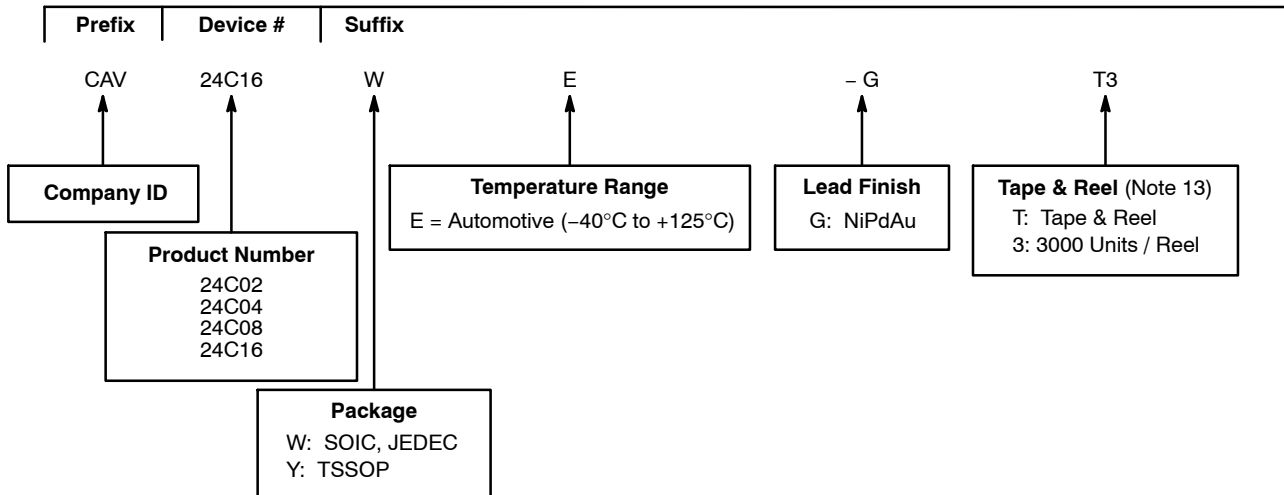 Prefix Device # Suffix
CAV 24C16 W E – G T3
Company ID
Product Number
24C02
24C04
24C08
24C16
Package
W: SOIC, JEDEC
Y: TSSOP
Temperature Range
E = Automotive (−40°C to +125°C)
Lead Finish
G: NiPdAu
Tape & Reel (Note 13)
T: Tape & Reel
3: 3000 Units / Reel